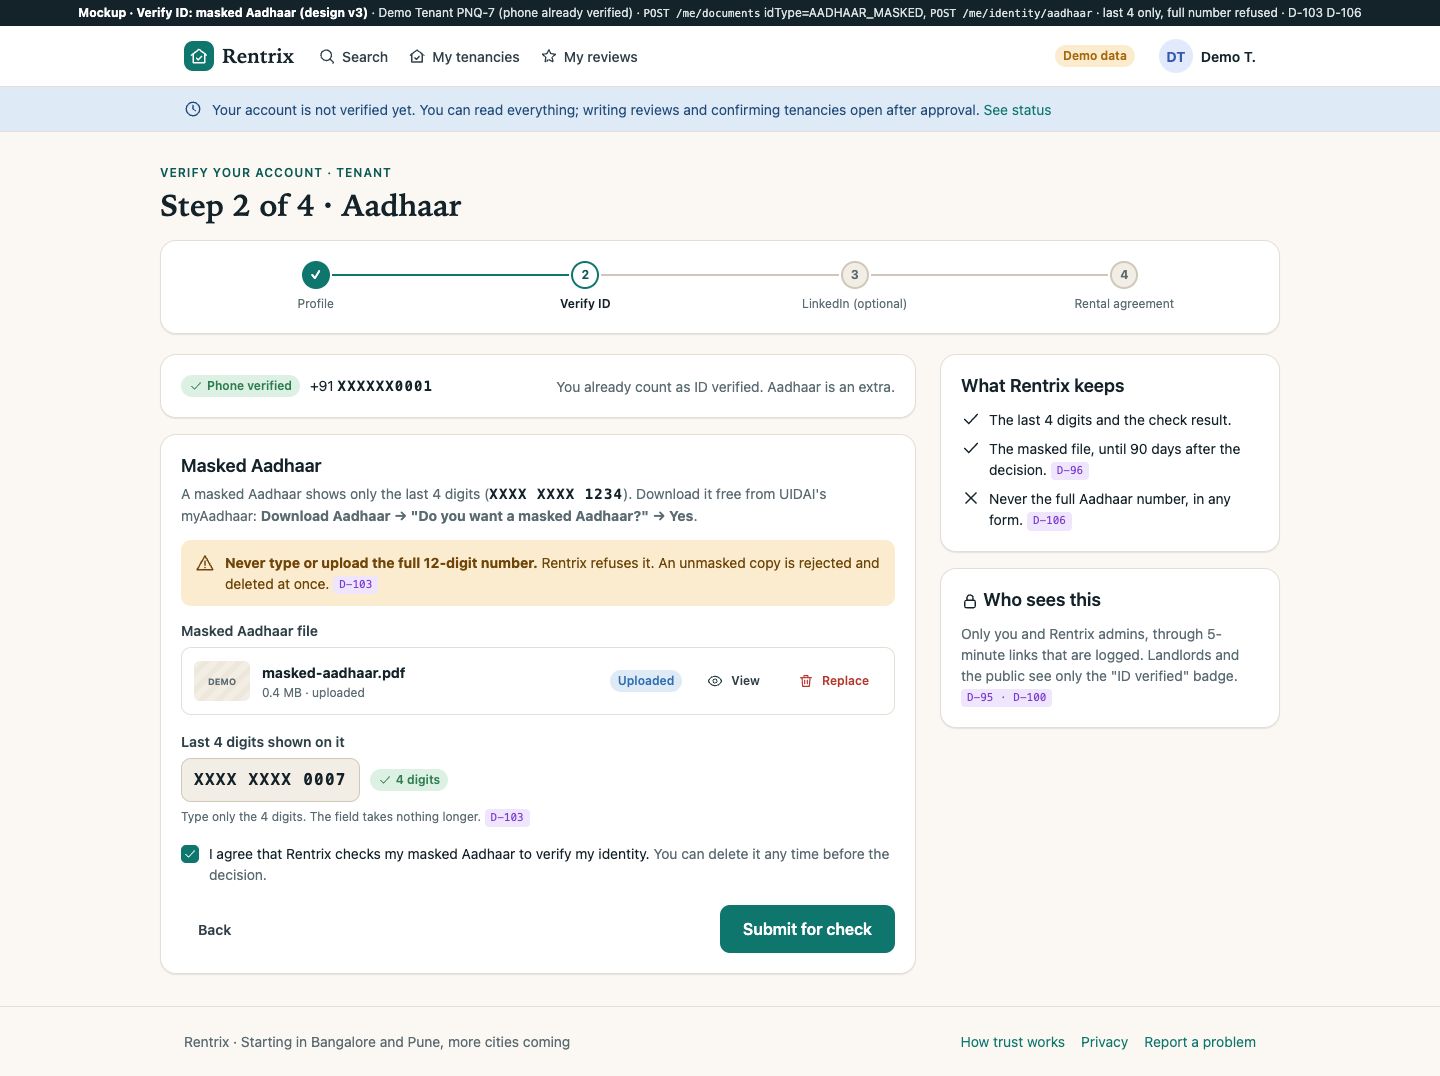 Mockup · Verify ID: masked Aadhaar (design v3) · Demo Tenant PNQ-7 (phone already verified) · POST /me/documents idType=AADHAAR_MASKED, POST /me/identity/aadhaar · last 4 only, full number refused · D-103 D-106
Rentrix
Search
My tenancies
My reviews
Demo data
DT
Demo T.
Your account is not verified yet. You can read everything; writing reviews and confirming tenancies open after approval. See status
VERIFY YOUR ACCOUNT · TENANT
Step 2 of 4 · Aadhaar
2
3
4
Profile
Verify ID
LinkedIn (optional)
Rental agreement
Phone verified
+91 XXXXXX0001
You already count as ID verified. Aadhaar is an extra.
Masked Aadhaar
A masked Aadhaar shows only the last 4 digits (XXXX XXXX 1234). Download it free from UIDAI's
myAadhaar: Download Aadhaar → "Do you want a masked Aadhaar?" → Yes.
Never type or upload the full 12-digit number. Rentrix refuses it. An unmasked copy is rejected and
deleted at once. D-103
Masked Aadhaar file
DEMO
masked-aadhaar.pdf
0.4 MB · uploaded
Uploaded
View
Replace
Last 4 digits shown on it
XXXX XXXX 0007
4 digits
Type only the 4 digits. The field takes nothing longer. D-103
I agree that Rentrix checks my masked Aadhaar to verify my identity. You can delete it any time before the
decision.
Back
Submit for check
What Rentrix keeps
The last 4 digits and the check result.
The masked file, until 90 days after the
decision. D-96
Never the full Aadhaar number, in any
form. D-106
Who sees this
Only you and Rentrix admins, through 5-
minute links that are logged. Landlords and
the public see only the "ID verified" badge.
D-95 · D-100
Rentrix · Starting in Bangalore and Pune, more cities coming
How trust works
Privacy
Report a problem